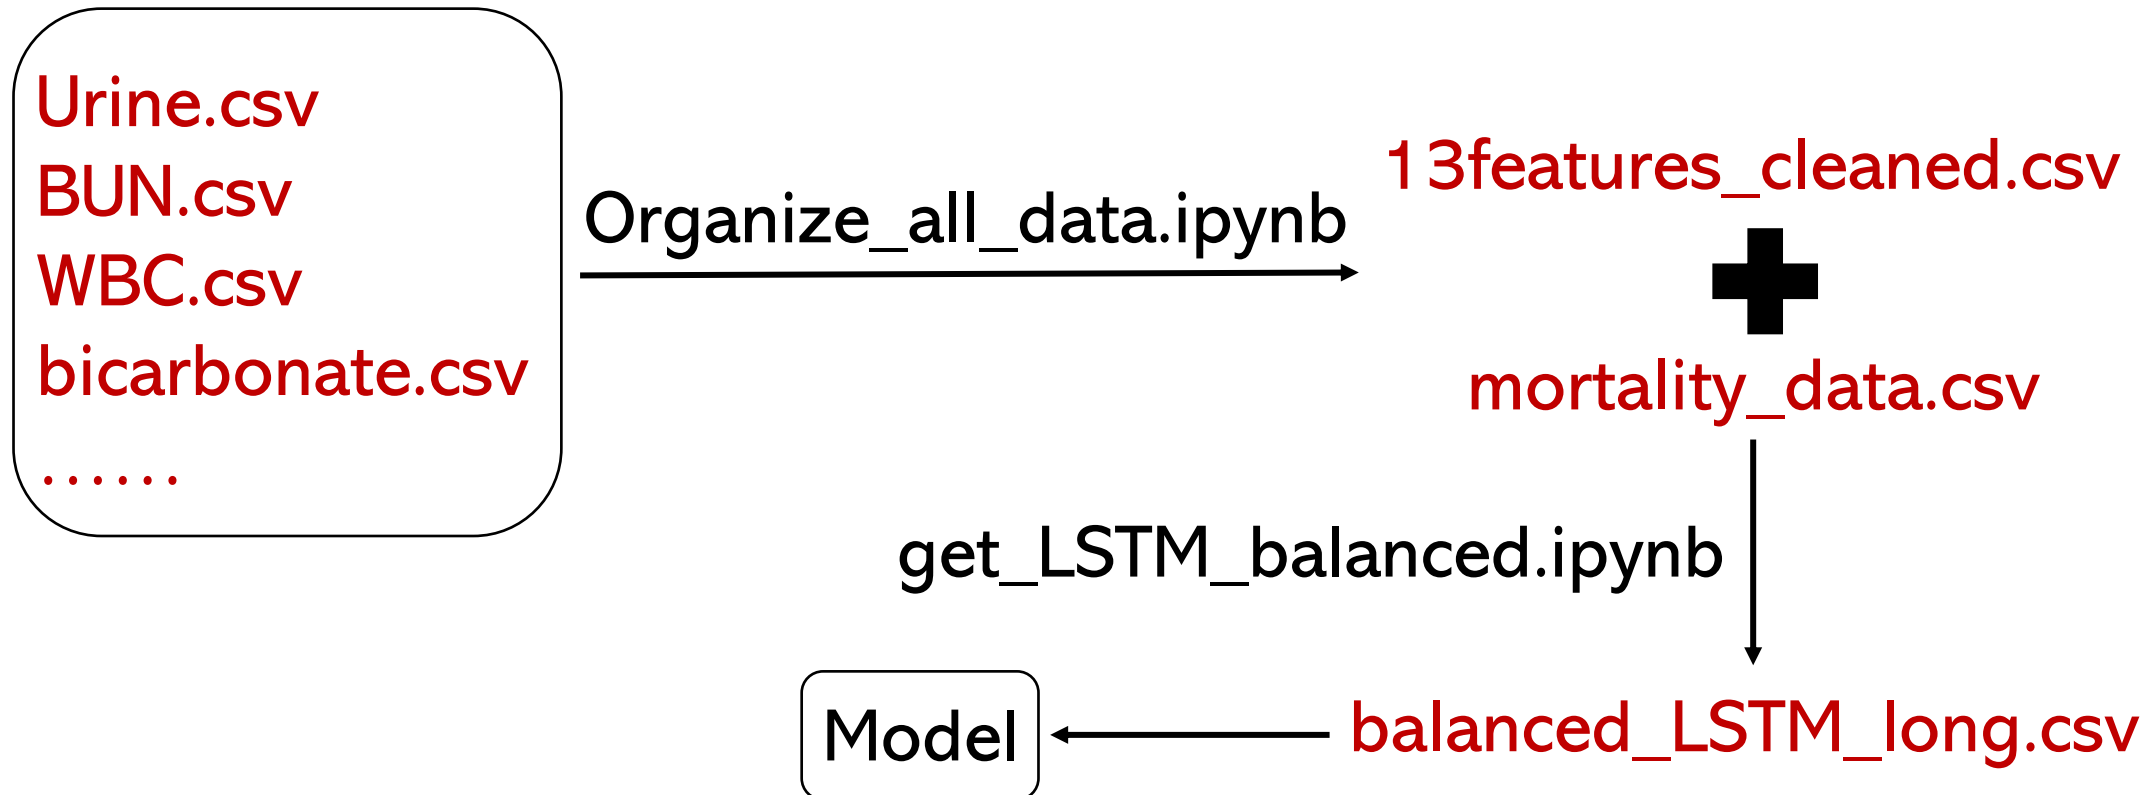 Urine.csv
BUN.csv
WBC.csv
bicarbonate.csv
......
Organize_all_data.ipynb
13features_cleaned.csv
mortality_data.csv
get_LSTM_balanced.ipynb
balanced_LSTM_long.csv
Model